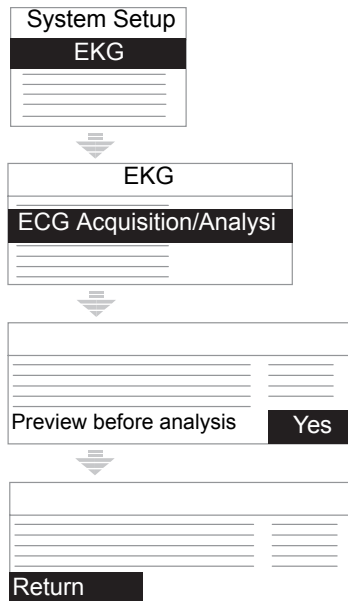 System Setup
EKG
EKG
ECG Acquisition/Analysi
Preview before analysis Yes
Return